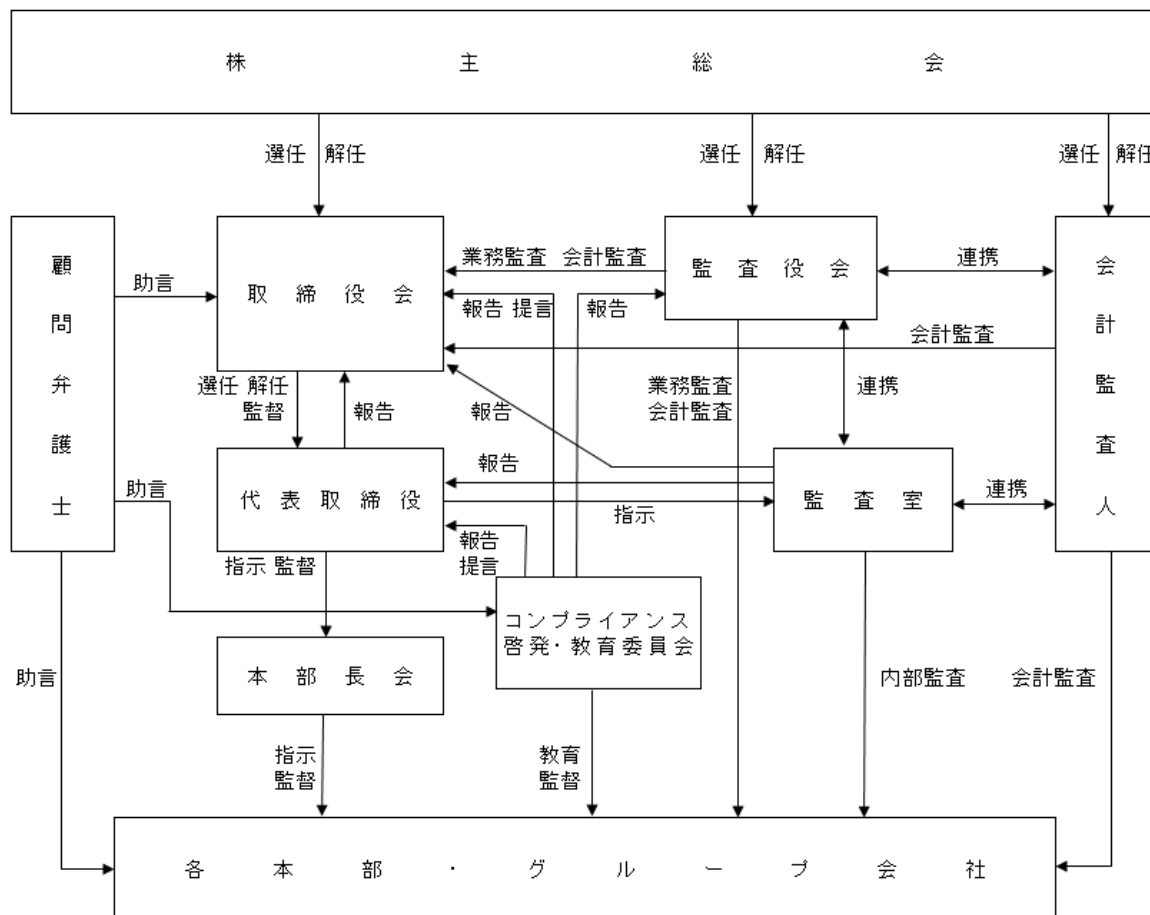 株主総会
選任 解任
選任 解任
選任 解任
顧問弁護士
取締役会
監査役会
会計監査人
業務監査 会計監査
連携
助言
報告 提言
報告
会計監査
選任 解任
監督
報告
報告
業務監査
会計監査
連携
代表取締役
報告
監査室
助言
指示
連携
報告
提言
指示 監督
コンプライアンス
啓発・教育委員会
本部長会
助言
内部監査
会計監査
指示
監督
教育
監督
各本部・グループ会社